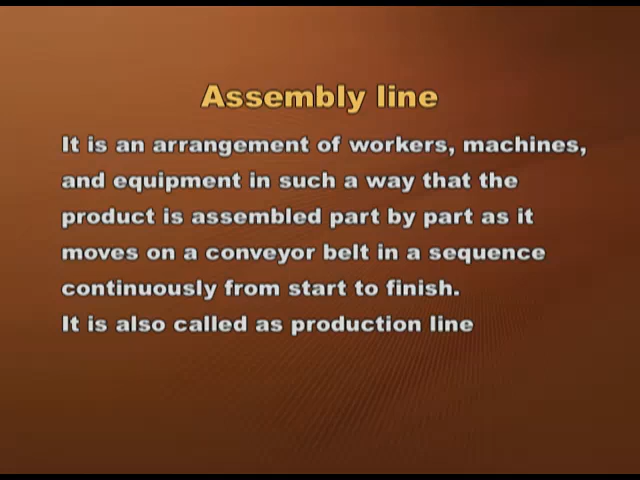 Assembly line
It is an arrangement of workers, machines,
and equipment in such a way that the
product is assembled part by part as it
moves on a conveyor belt in a sequence
continuously from start to finish.
It is also called as production line